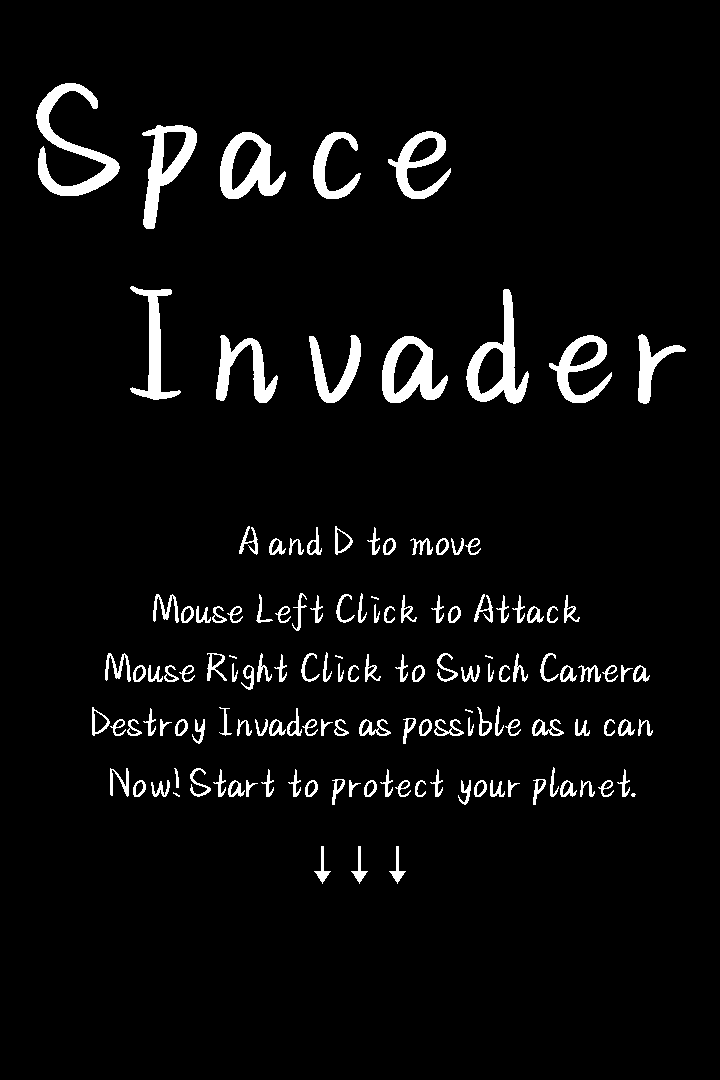 Space
Invader
A and D to move
Mouse Left Click to Attack
Mouse Right Click to Swich Camera
Destroy Invaders as possible as u can
Now! Start to protect your planet.
↓ ↓ ↓